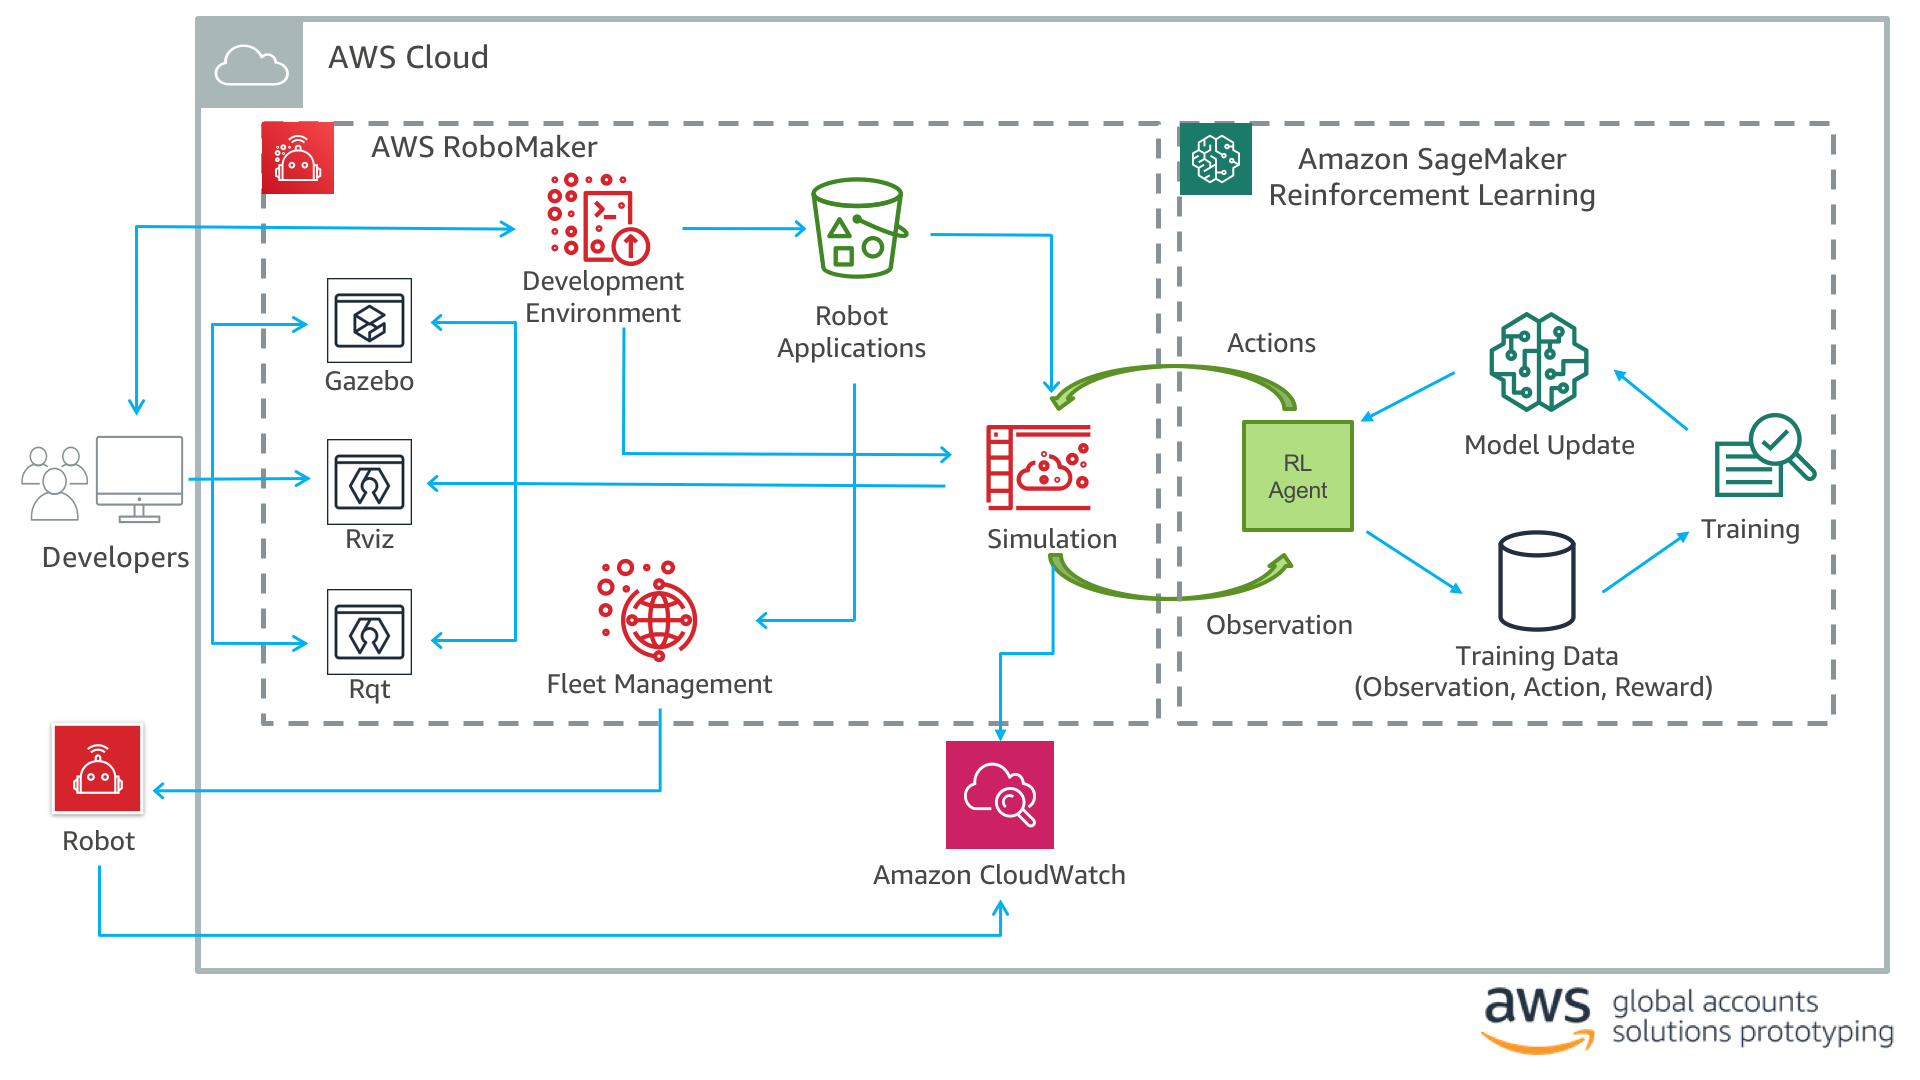 AWS Cloud
AWS RoboMaker
Amazon SageMaker
Reinforcement Learning
Development
Environment
Robot
Applications
Gazebo
Actions
Model Update
RL
Agent
Training
Rviz
Simulation
Developers
Observation
Training Data
(Observation, Action, Reward)
Rqt
Fleet Management
Robot
Amazon CloudWatch
aws
global accounts
solutions prototyping